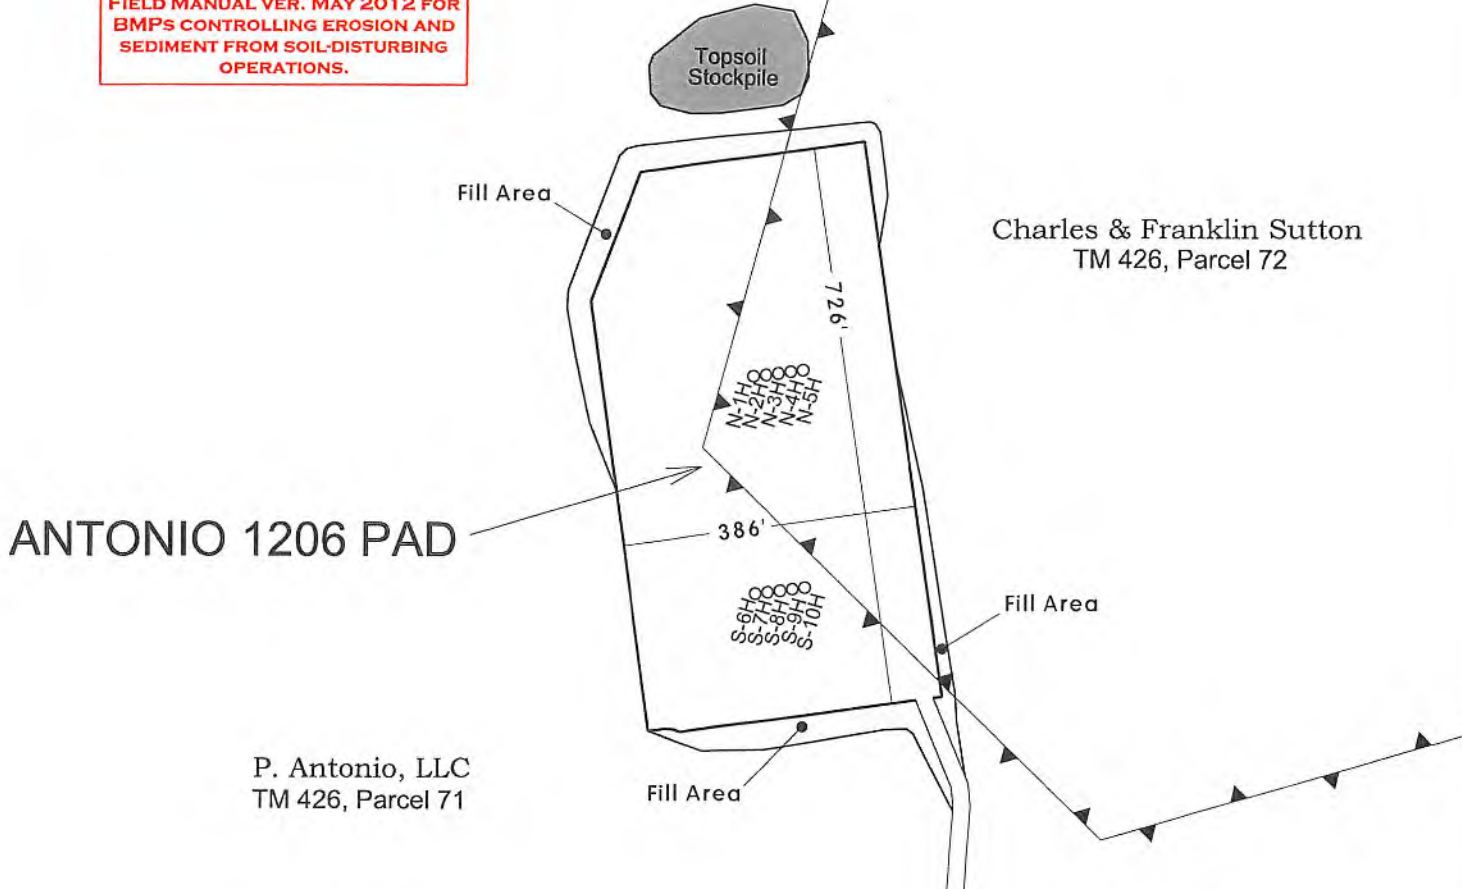 FIELD MANUAL VER. MAY 2012 FOR
BMPS CONTROLLING EROSION AND
SEDIMENT FROM SOIL-DISTURBING
OPERATIONS.
Topsoil
Stockpile
Fill Area
Charles & Franklin Sutton
TM 426, Parcel 72
726'
N-1H
N-2H
N-3H
N-4H
N-5H
ANTONIO 1206 PAD
386'
S-6H
S-7H
S-8H
S-9H
S-10H
Fill Area
P. Antonio, LLC
TM 426, Parcel 71
Fill Area